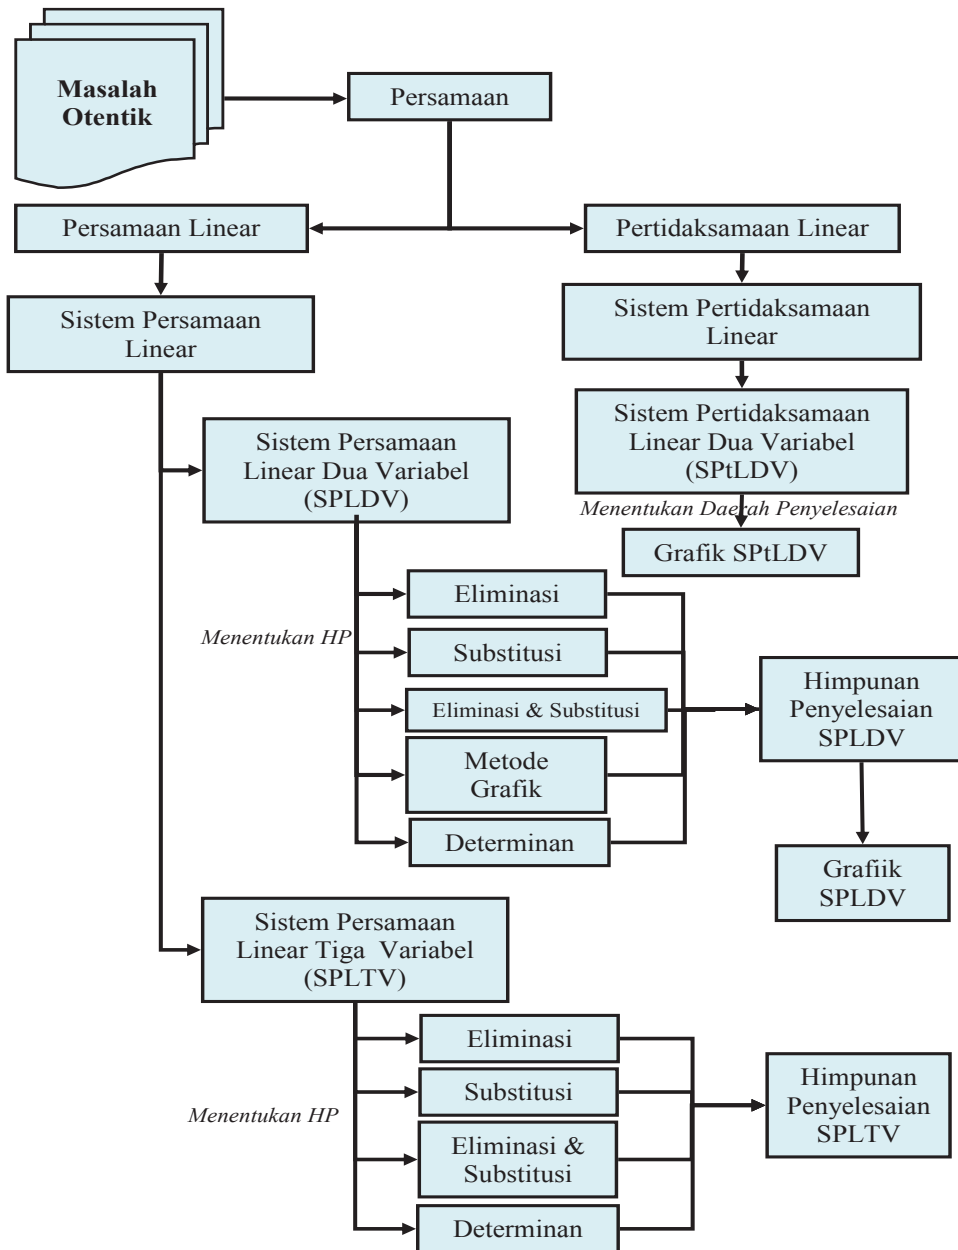 Masalah
Otentik
Persamaan
Persamaan Linear
Pertidaksamaan Linear
Sistem Persamaan
Linear
Sistem Pertidaksamaan
Linear
Sistem Persamaan
Linear Dua Variabel
(SPLDV)
Sistem Pertidaksamaan
Linear Dua Variabel
(SPtLDV)
Menentukan Daerah Penyelesaian
Grafik SPtLDV
Menentukan HP
Eliminasi
Substitusi
Eliminasi & Substitusi
Metode
Grafik
Determinan
Himpunan
Penyelesaian
SPLDV
Grafiik
SPLDV
Sistem Persamaan
Linear Tiga Variabel
(SPLTV)
Menentukan HP
Eliminasi
Substitusi
Eliminasi &
Substitusi
Determinan
Himpunan
Penyelesaian
SPLTV